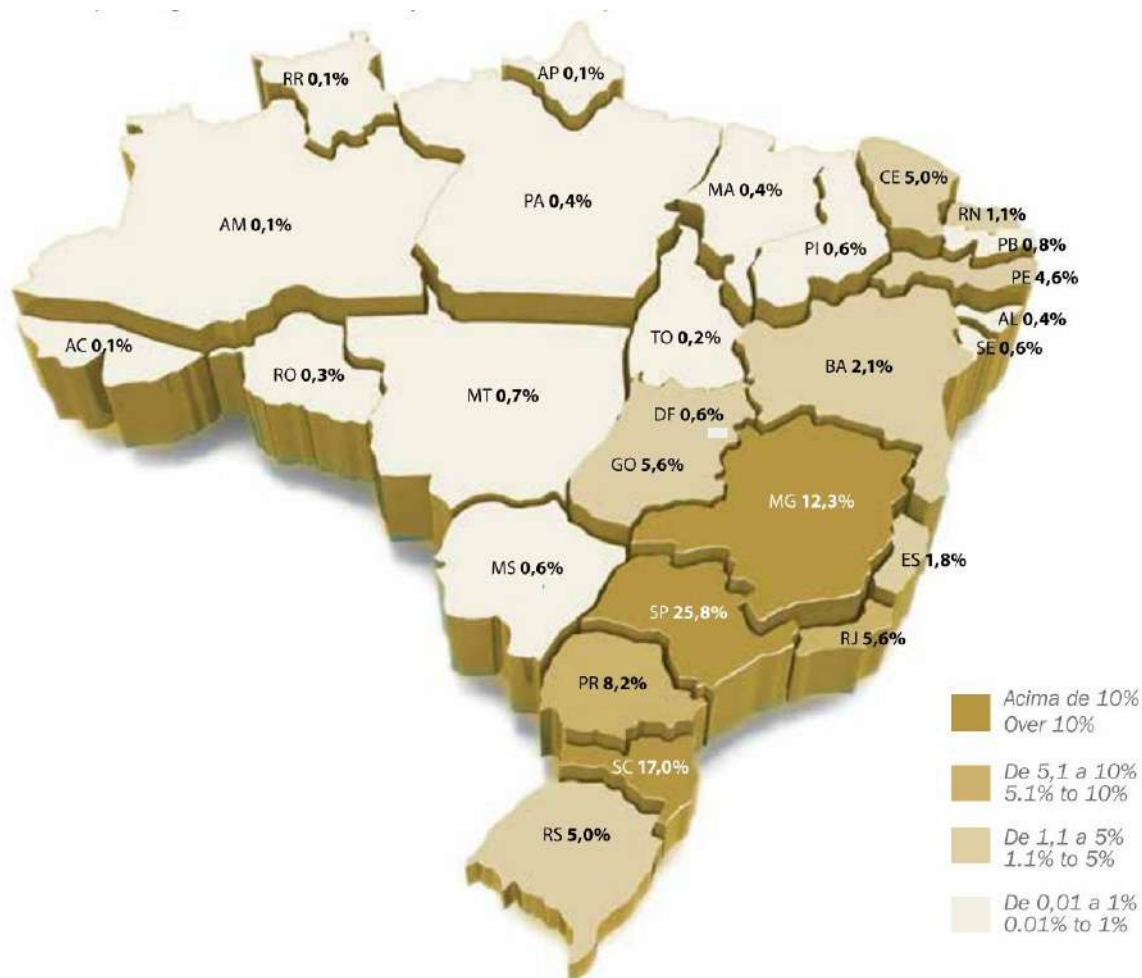 RR 0,1%
AP 0,1%
AM 0,1%
PA 0,4%
MA 0,4%
CE 5,0%
RN 1,1%
PI 0,6%
PB 0,8%
PE 4,6%
AC 0,1%
RO 0,3%
MT 0,7%
TO 0,2%
BA 2,1%
AL 0,4%
SE 0,6%
DF 0,6%
GO 5,6%
MG 12,3%
MS 0,6%
ES 1,8%
SP 25,8%
RJ 5,6%
PR 8,2%
SC 17,0%
RS 5,0%
Acima de 10%
Over 10%
De 5,1 a 10%
5.1% to 10%
De 1,1 a 5%
1.1% to 5%
De 0,01 a 1%
0.01% to 1%